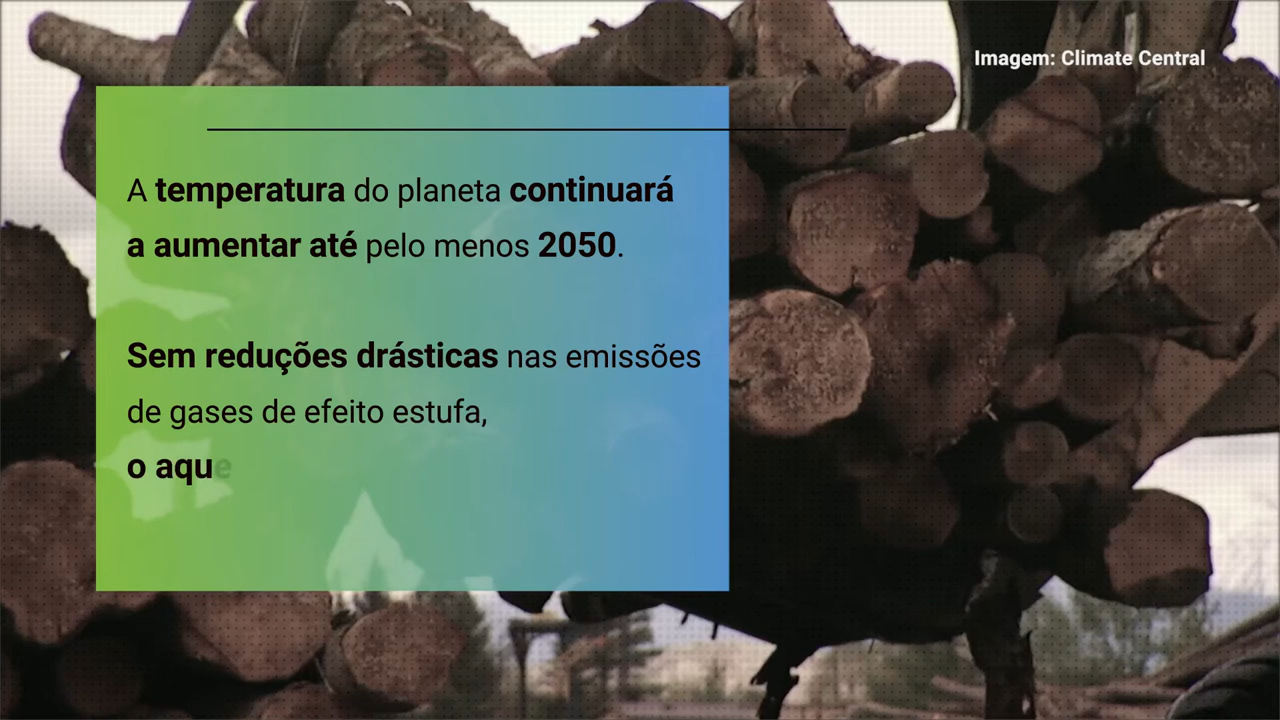 Imagem: Climate Central
A temperatura do planeta continuará
a aumentar até pelo menos 2050.
Sem reduções drásticas nas emissões
de gases de efeito estufa,
o aque